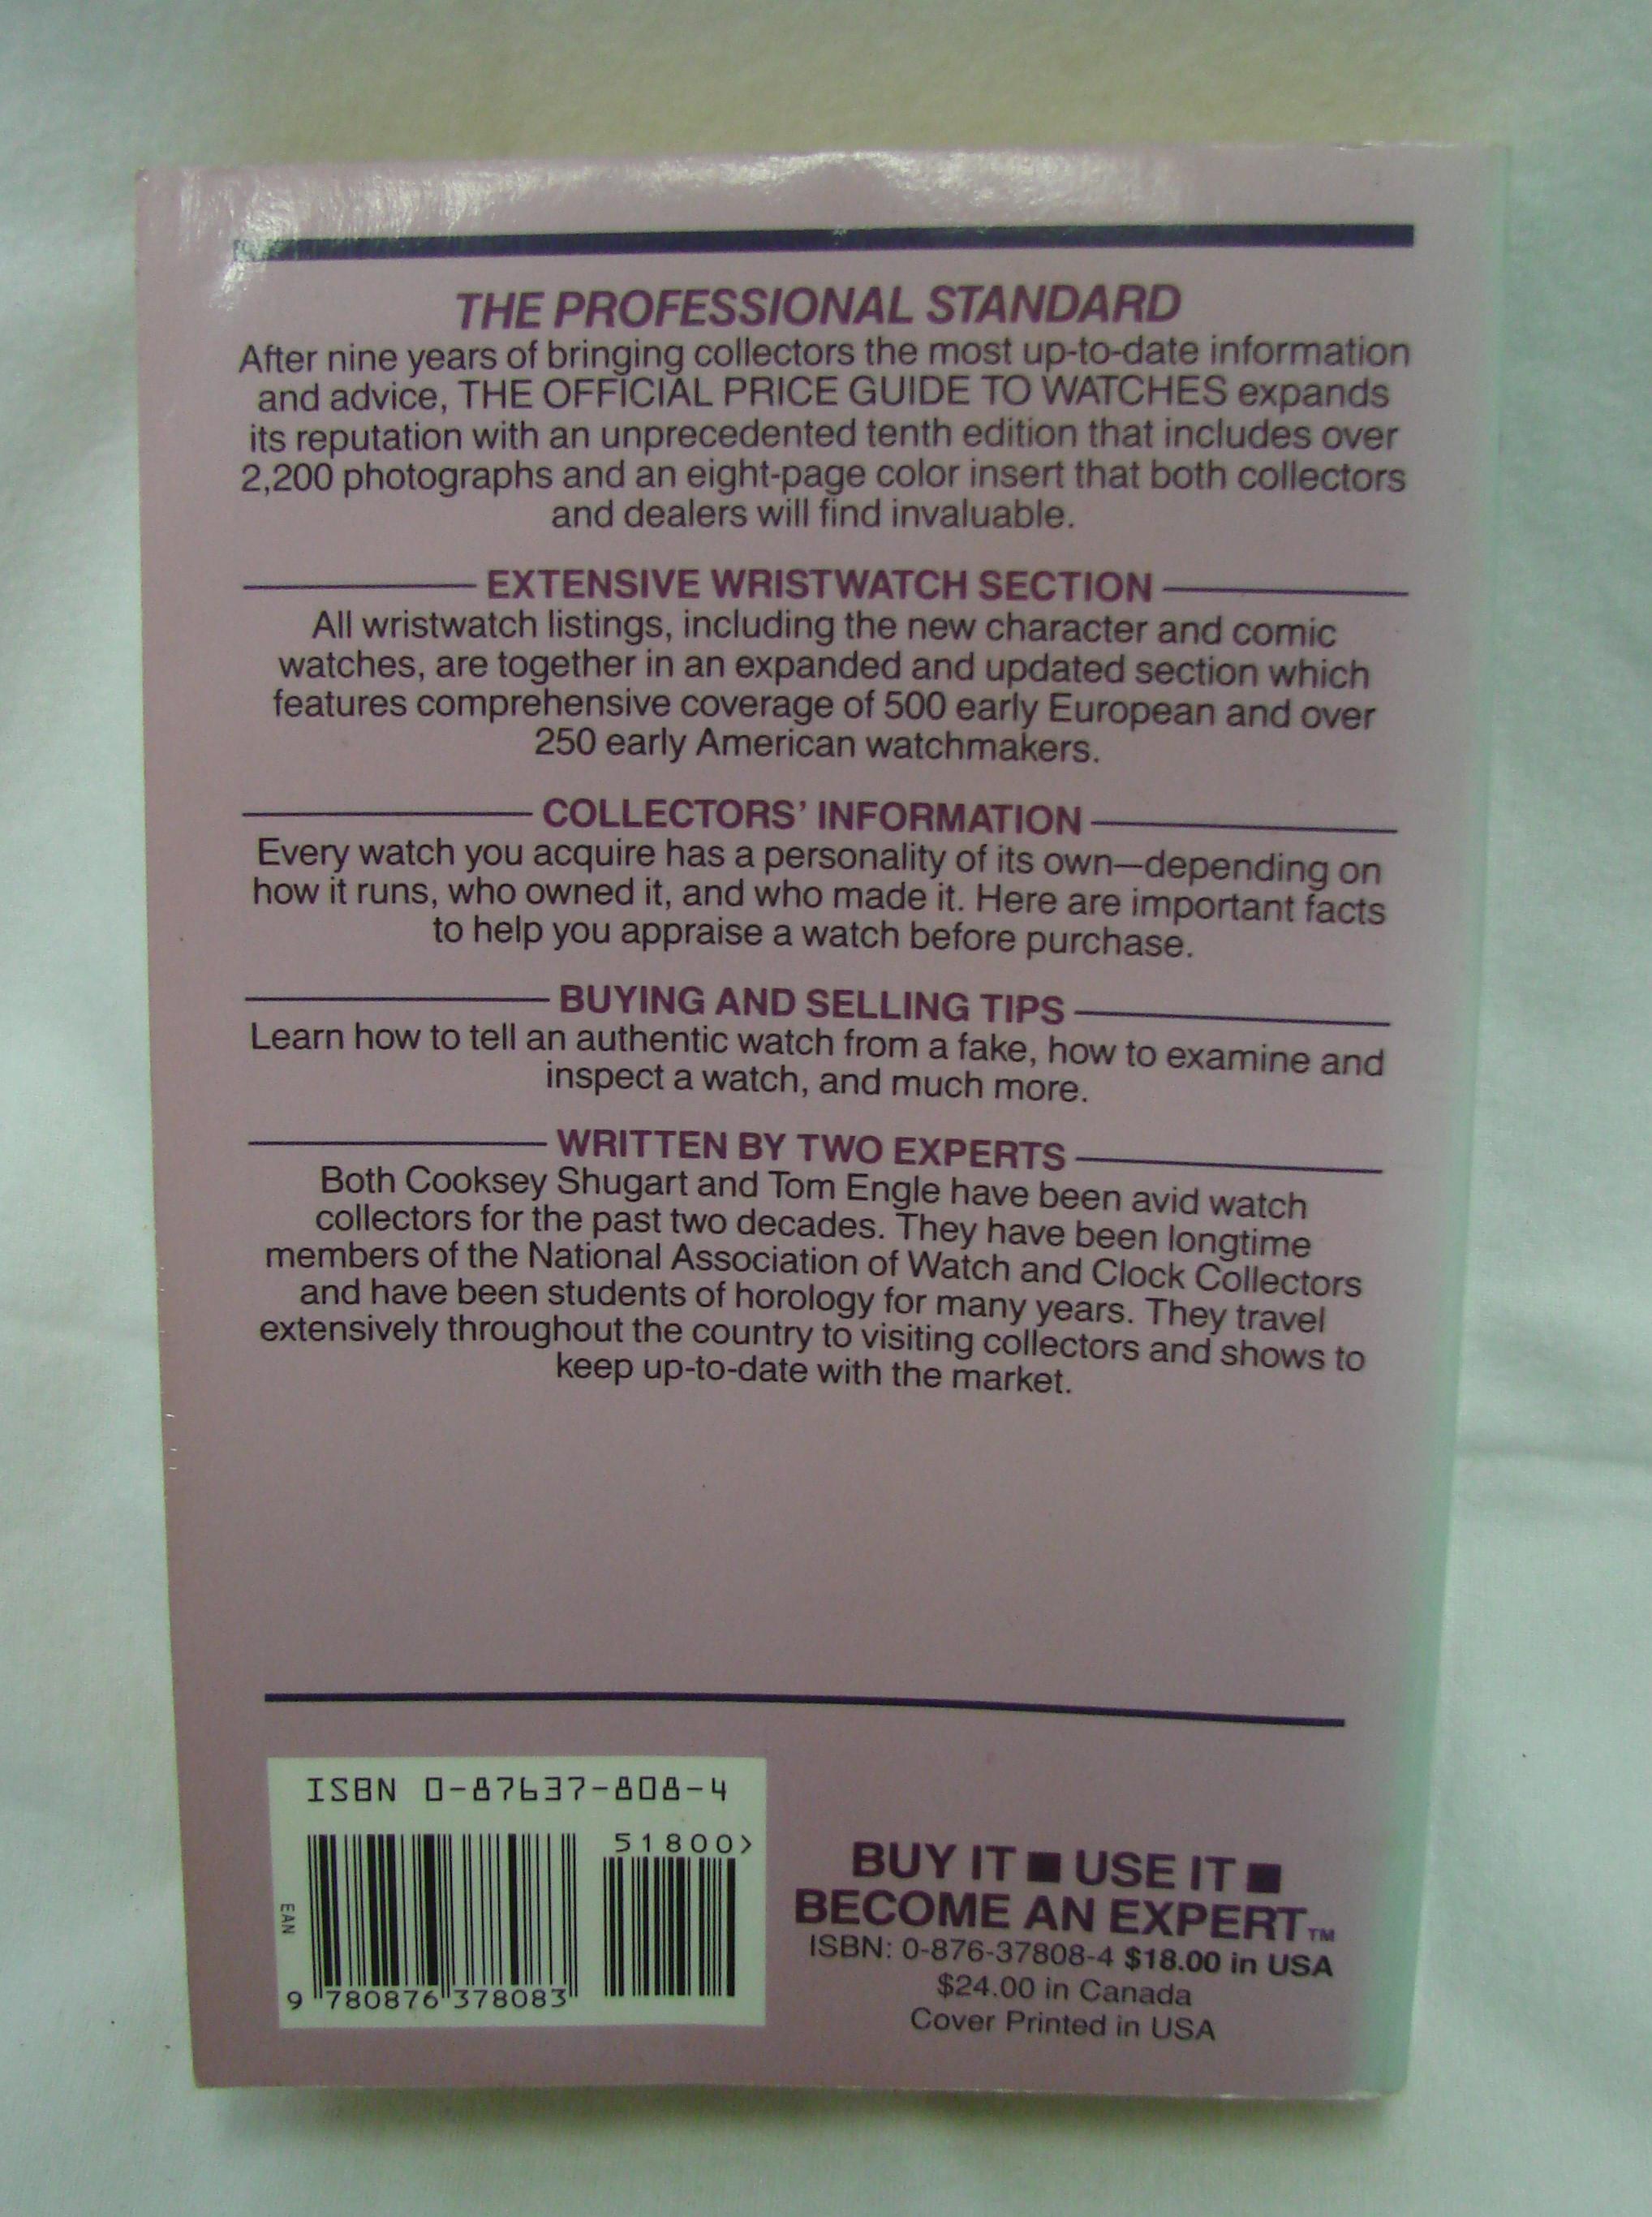 THE PROFESSIONAL STANDARD
After nine years of bringing collectors the most up-to-date information
and advice, THE OFFICIAL PRICE GUIDE TO WATCHES expands
its reputation with an unprecedented tenth edition that includes over
2,200 photographs and an eight-page color insert that both collectors
and dealers will find invaluable.
EXTENSIVE WRISTWATCH SECTION
All wristwatch listings, including the new character and comic
watches, are together in an expanded and updated section which
features comprehensive coverage of 500 early European and over
250 early American watchmakers.
COLLECTORS' INFORMATION
Every watch you acquire has a personality of its own—depending on
how it runs, who owned it, and who made it. Here are important facts
to help you appraise a watch before purchase.
BUYING AND SELLING TIPS
Learn how to tell an authentic watch from a fake, how to examine and
inspect a watch, and much more.
WRITTEN BY TWO EXPERTS
Both Cooksey Shugart and Tom Engle have been avid watch
collectors for the past two decades. They have been longtime
members of the National Association of Watch and Clock Collectors
and have been students of horology for many years. They travel
extensively throughout the country to visiting collectors and shows to
keep up-to-date with the market.
ISBN 0-87637-808-4
51800>
EAN
9 780876 378083
BUY IT ■ USE IT ■
BECOME AN EXPERT™
ISBN: 0-876-37808-4 $18.00 in USA
$24.00 in Canada
Cover Printed in USA